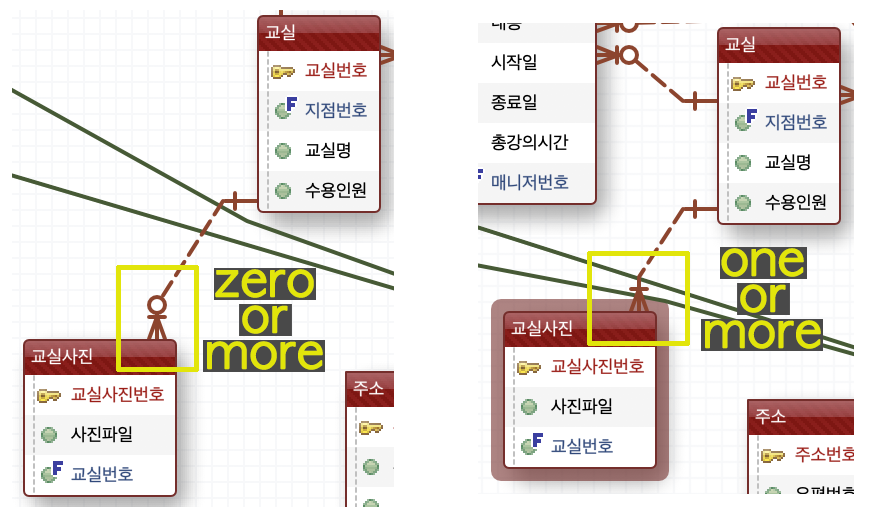 교실
교실번호
지점번호
교실명
수용인원
zero
or
more
교실사진
교실사진번호
사진파일
교실번호
주소
시작일
종료일
총강의시간
매니저번호
교실
교실번호
지점번호
교실명
수용인원
one
or
more
교실사진
교실사진번호
사진파일
교실번호
주소
주소번호